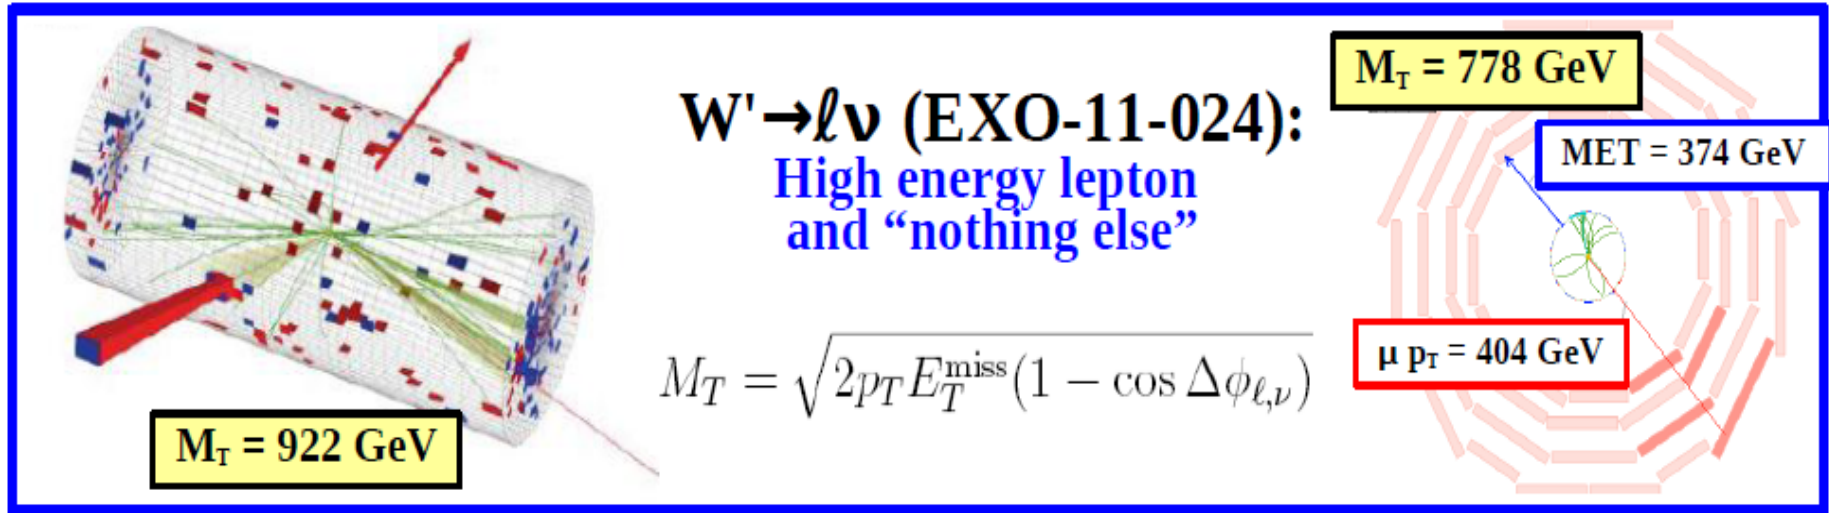 W'→ℓν (EXO-11-024):
High energy lepton
and “nothing else”
M_T = √(2p_T E_T^miss(1 − cos Δϕ_ℓ,ν))
M_T = 922 GeV
M_T = 778 GeV
MET = 374 GeV
μ p_T = 404 GeV